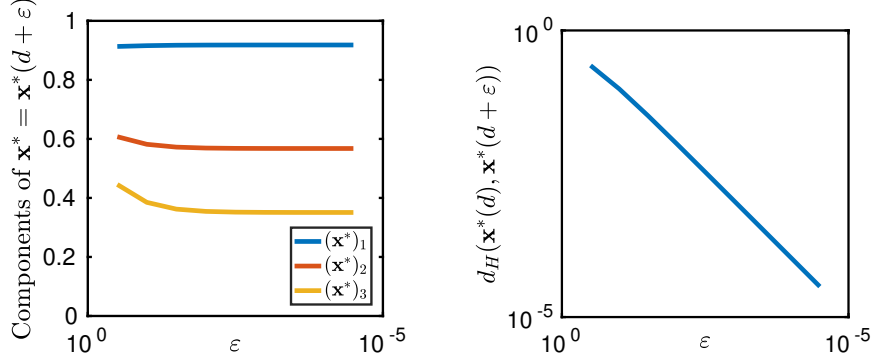 Components of x* = x*(d + ε)
1
0.8
0.6
0.4
0.2
0
10^0
ε
10^-5
(x*)₁
(x*)₂
(x*)₃
d_H(x*(d), x*(d + ε))
10^0
10^-5
10^0
ε
10^-5